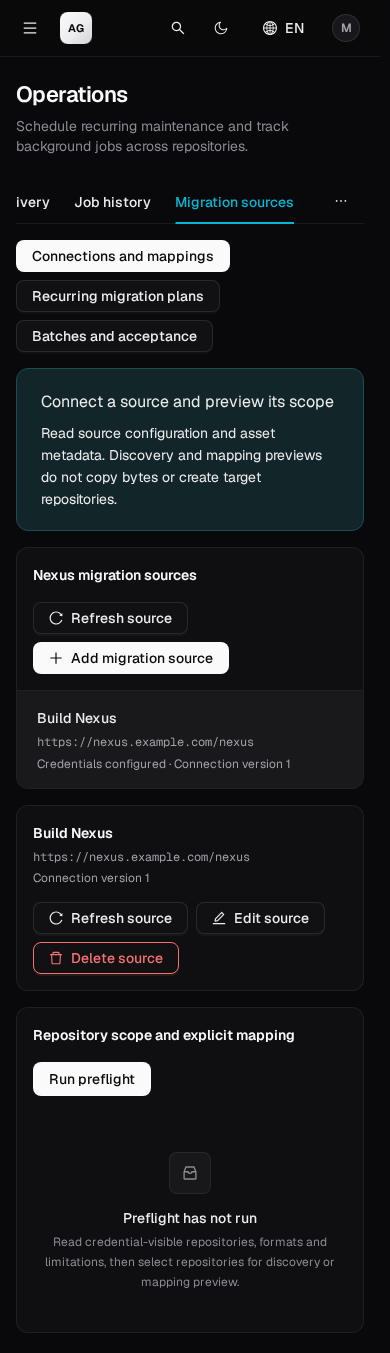 AG
EN
M
Operations
Schedule recurring maintenance and track
background jobs across repositories.
ivery
Job history
Migration sources
...
Connections and mappings
Recurring migration plans
Batches and acceptance
Connect a source and preview its scope
Read source configuration and asset
metadata. Discovery and mapping previews
do not copy bytes or create target
repositories.
Nexus migration sources
Refresh source
Add migration source
Build Nexus
https://nexus.example.com/nexus
Credentials configured · Connection version 1
Build Nexus
https://nexus.example.com/nexus
Connection version 1
Refresh source
Edit source
Delete source
Repository scope and explicit mapping
Run preflight
Preflight has not run
Read credential-visible repositories, formats and
limitations, then select repositories for discovery or
mapping preview.